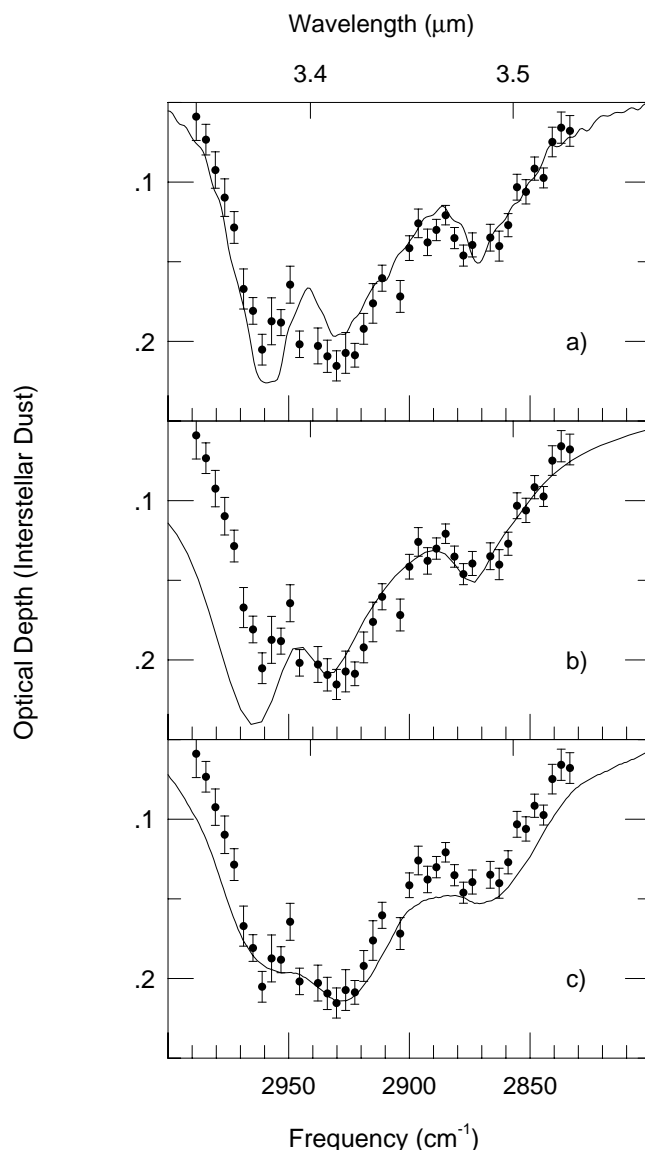 Wavelength (μm)
3.4 3.5
.1
.2
a)
.1
.2
b)
.1
.2
c)
Optical Depth (Interstellar Dust)
2950 2900 2850
Frequency (cm⁻¹)